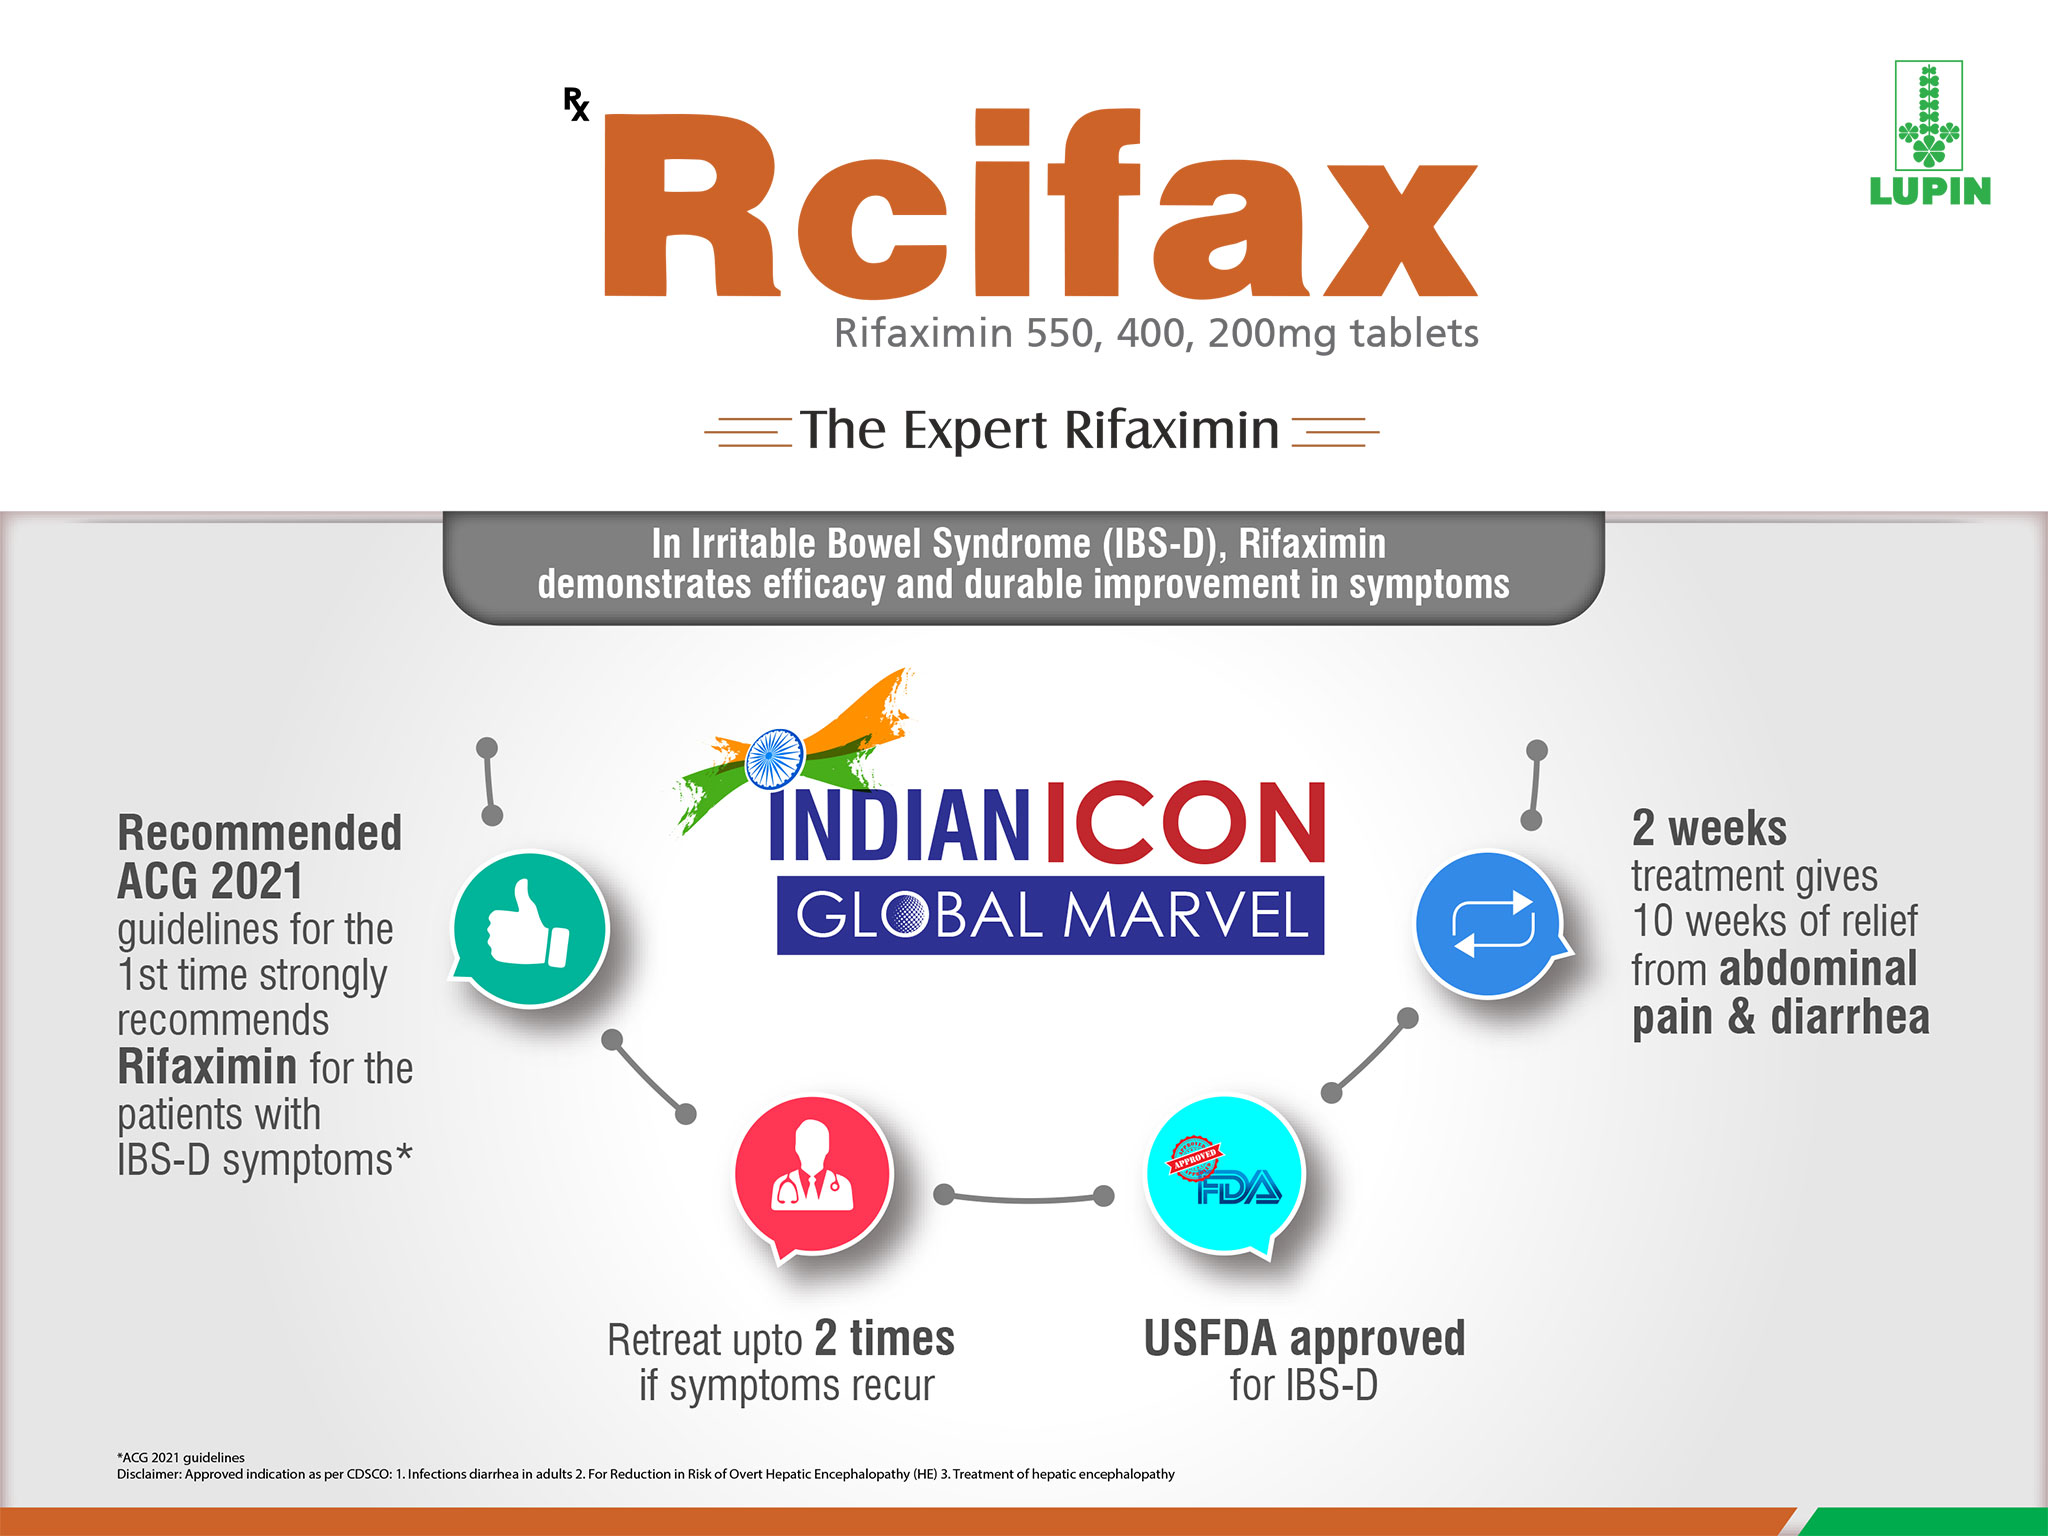 Rx
Rcifax
LUPIN
Rifaximin 550, 400, 200mg tablets
The Expert Rifaximin
In Irritable Bowel Syndrome (IBS-D), Rifaximin
demonstrates efficacy and durable improvement in symptoms
INDIAN ICON
GLOBAL MARVEL
Recommended
ACG 2021
guidelines for the
1st time strongly
recommends
Rifaximin for the
patients with
IBS-D symptoms*
Retreat upto 2 times
if symptoms recur
APPROVED
APPROVED
FDA
USFDA approved
for IBS-D
2 weeks
treatment gives
10 weeks of relief
from abdominal
pain & diarrhea
*ACG 2021 guidelines
Disclaimer: Approved indication as per CDSCO: 1. Infections diarrhea in adults 2. For Reduction in Risk of Overt Hepatic Encephalopathy (HE) 3. Treatment of hepatic encephalopathy